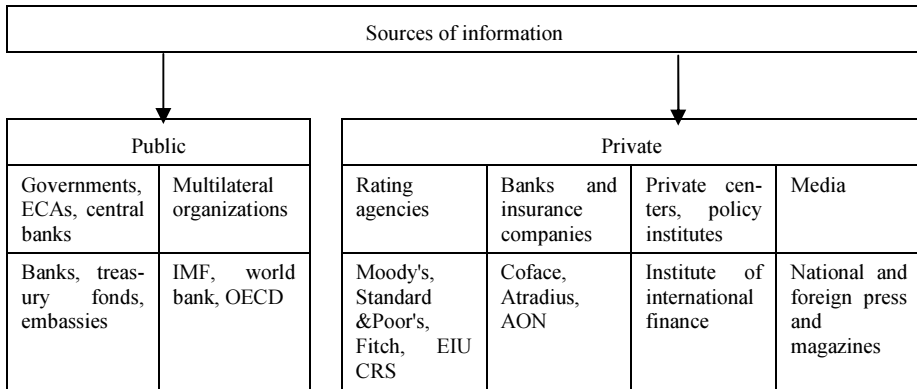 Sources of information
Public
Private
Governments,
ECAs, central
banks
Multilateral
organizations
Rating
agencies
Banks and
insurance
companies
Private cen-
ters, policy
institutes
Media
Banks, treas-
ury fonds,
embassies
IMF, world
bank, OECD
Moody's,
Standard
&Poor's,
Fitch, EIU
CRS
Coface,
Atradius,
AON
Institute of
international
finance
National and
foreign press
and
magazines